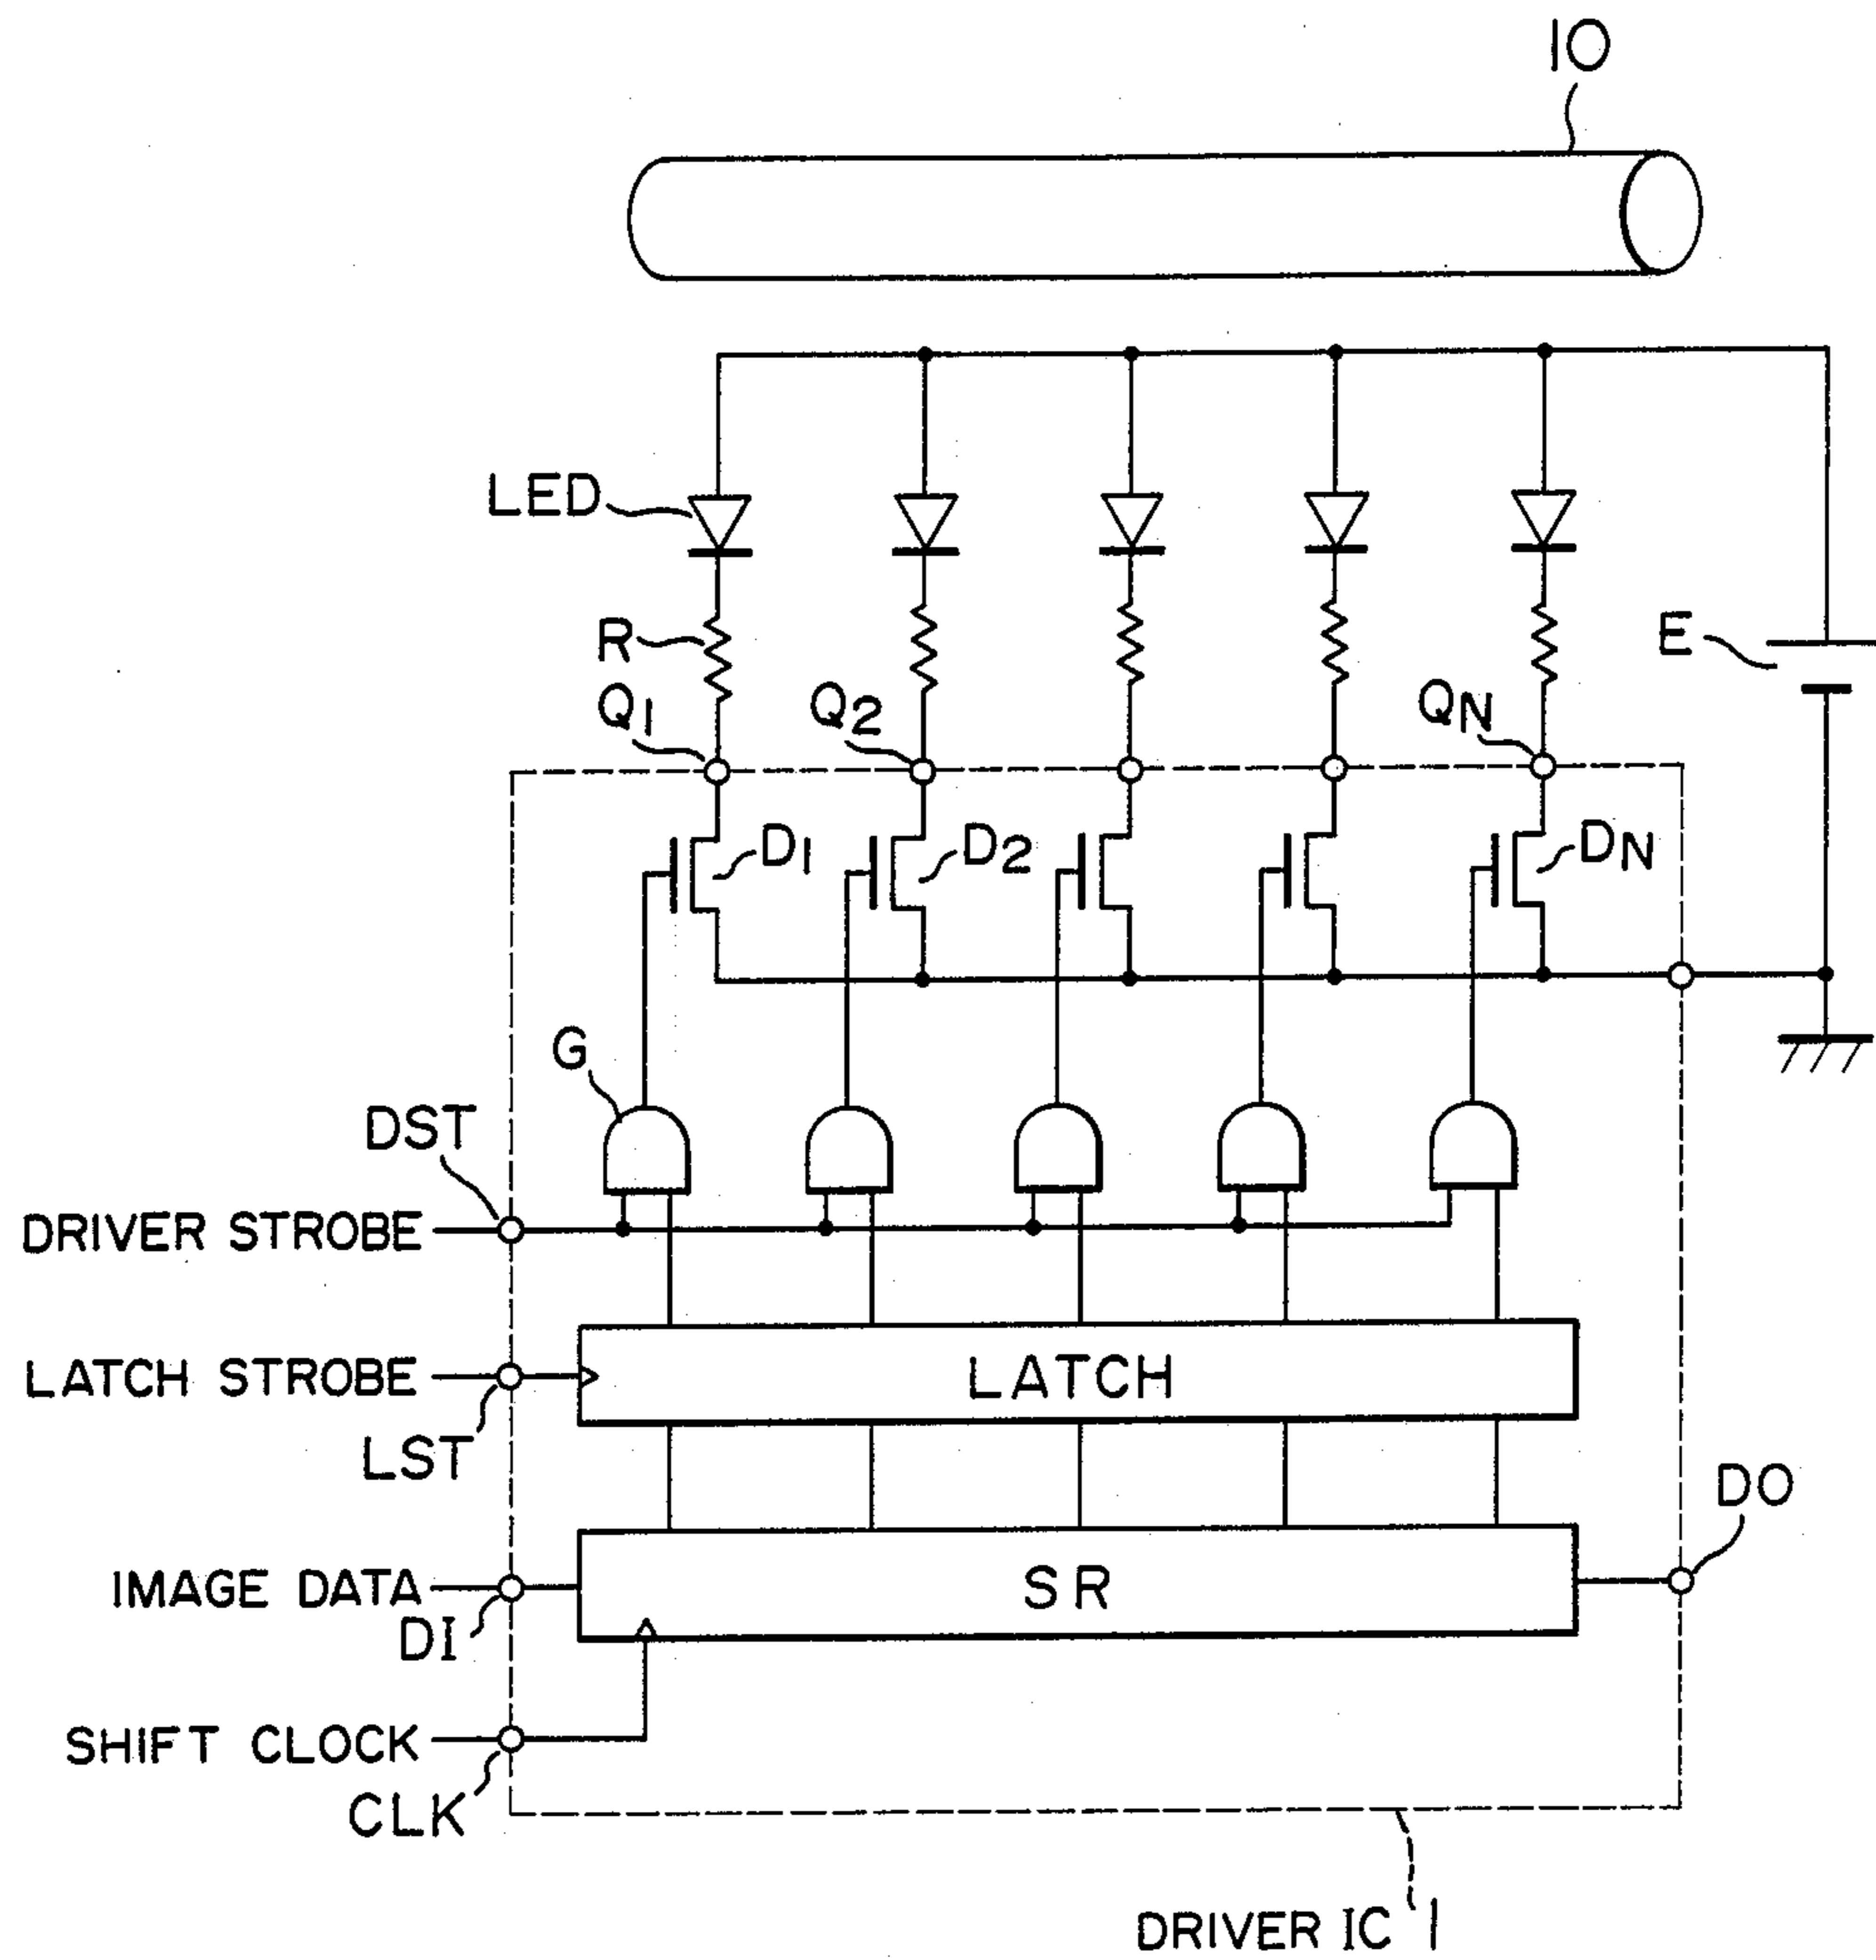 10
LED
R
E
Q1
Q2
QN
D1
D2
DN
G
DST
DRIVER STROBE
LATCH STROBE
LATCH
LST
DO
IMAGE DATA
SR
DI
SHIFT CLOCK
CLK
DRIVER IC 1